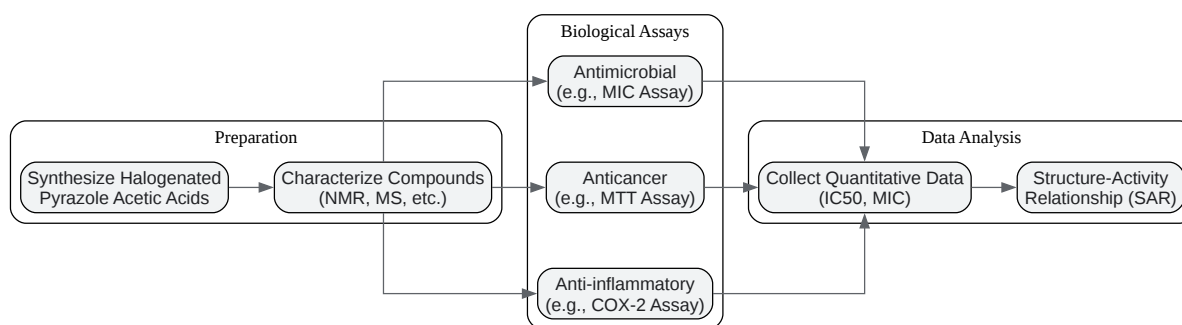 Biological Assays
Antimicrobial
(e.g., MIC Assay)
Preparation
Data Analysis
Synthesize Halogenated
Pyrazole Acetic Acids
Characterize Compounds
(NMR, MS, etc.)
Anticancer
(e.g., MTT Assay)
Collect Quantitative Data
(IC50, MIC)
Structure-Activity
Relationship (SAR)
Anti-inflammatory
(e.g., COX-2 Assay)